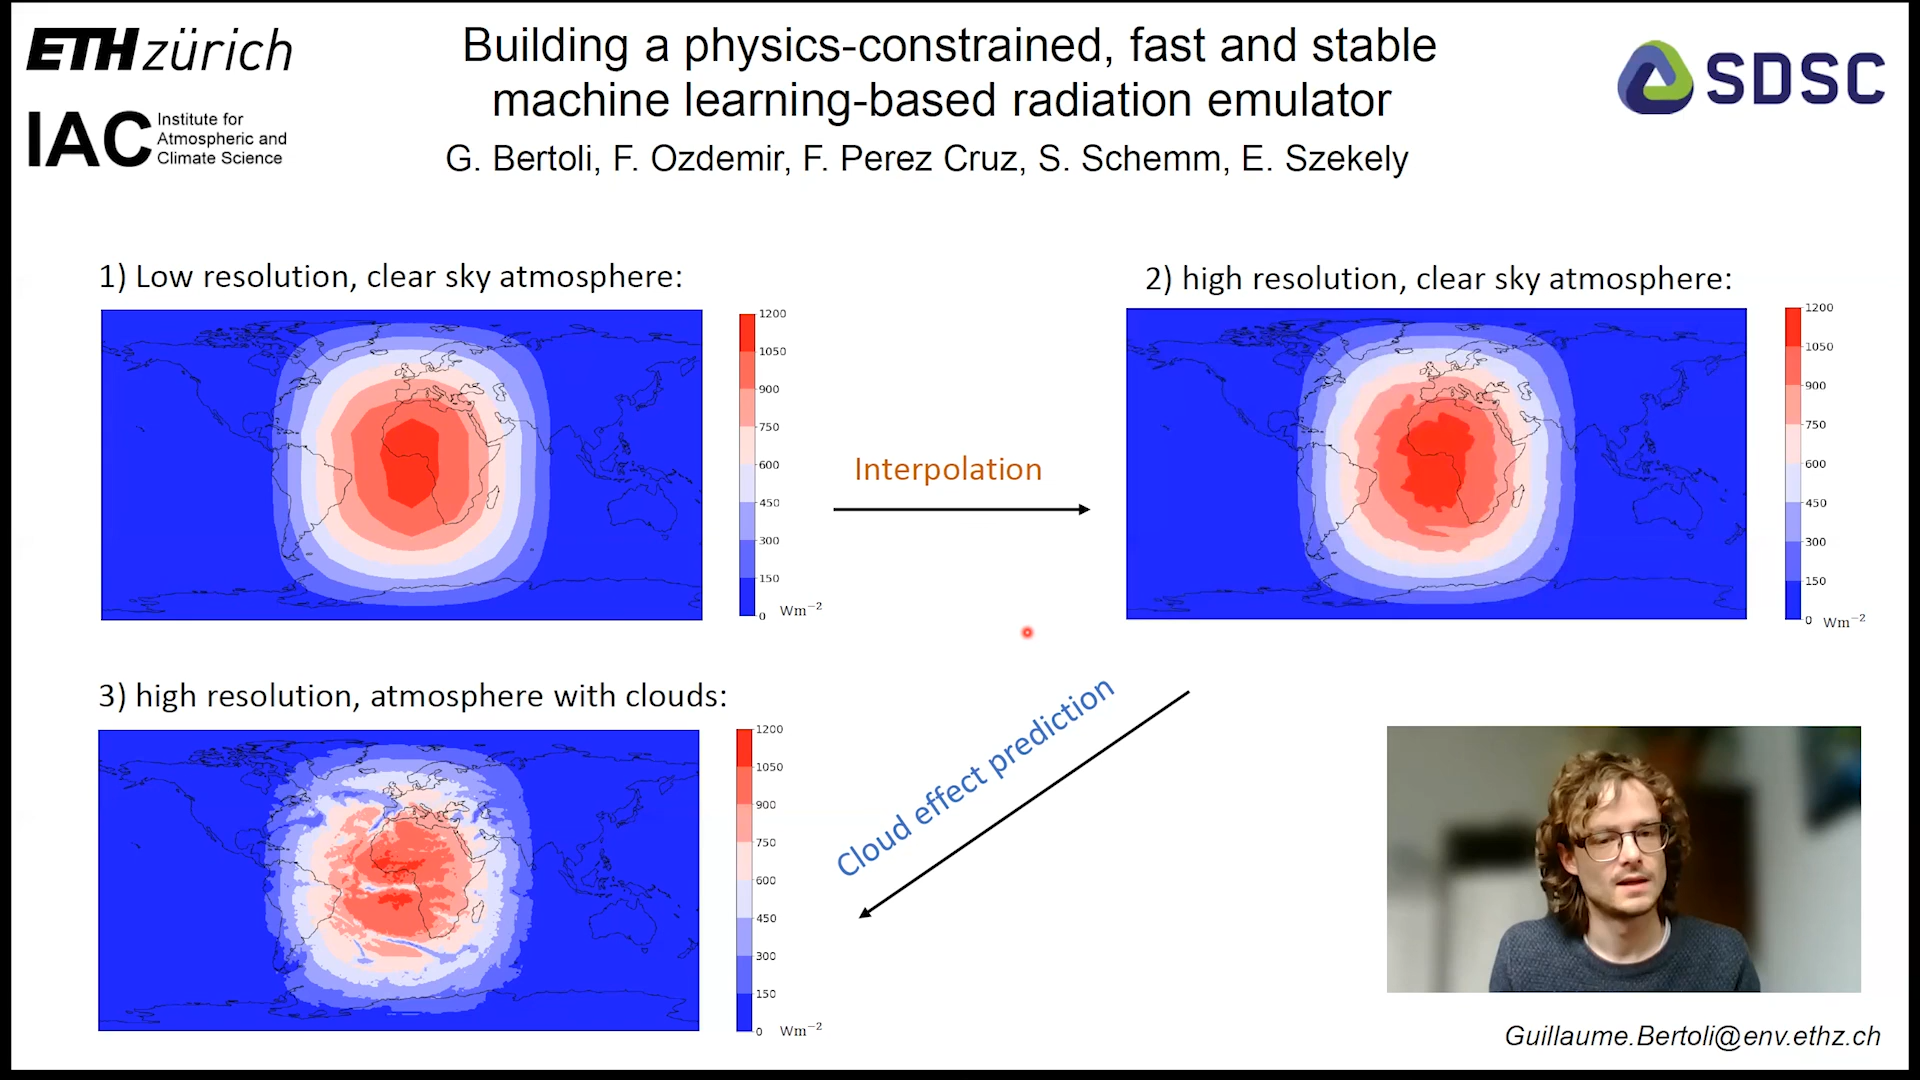 ETH zürich
IAC
Institute for
Atmospheric and
Climate Science
Building a physics-constrained, fast and stable
machine learning-based radiation emulator
G. Bertoli, F. Ozdemir, F. Perez Cruz, S. Schemm, E. Szekely
SDSC
1) Low resolution, clear sky atmosphere:
1200
1050
900
750
600
450
300
150
0 Wm−2
Interpolation
2) high resolution, clear sky atmosphere:
1200
1050
900
750
600
450
300
150
0 Wm−2
Cloud effect prediction
3) high resolution, atmosphere with clouds:
1200
1050
900
750
600
450
300
150
0 Wm−2
Guillaume.Bertoli@env.ethz.ch